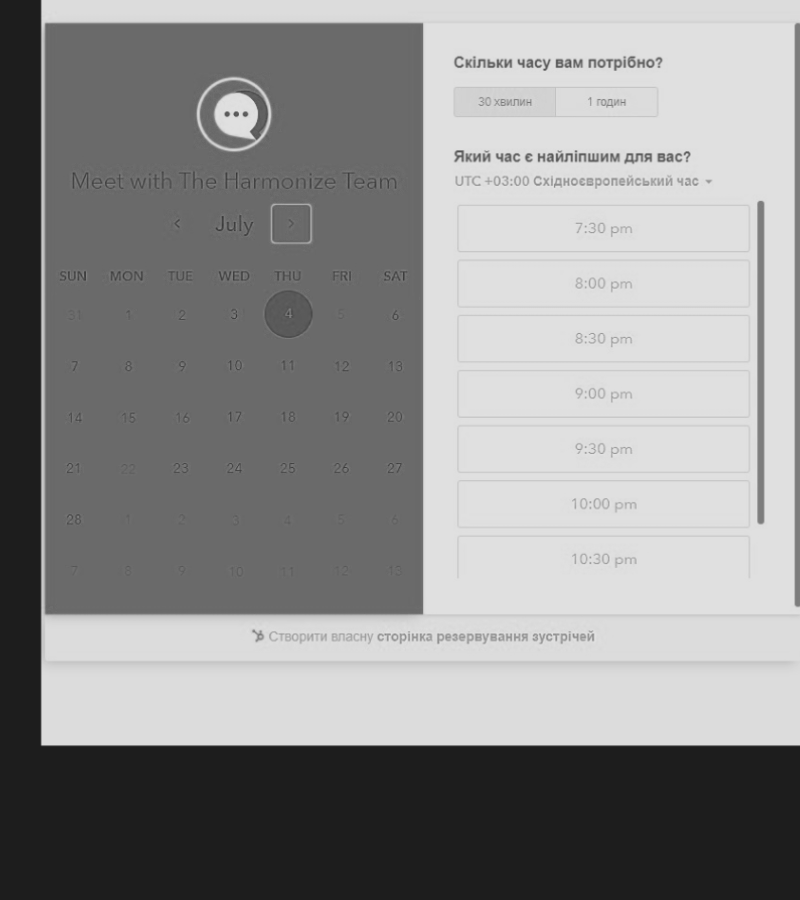 Meet with The Harmonize Team
July
SUN MON TUE WED THU FRI SAT
31 1 2 3 4 5 6
7 8 9 10 11 12 13
14 15 16 17 18 19 20
21 22 23 24 25 26 27
28 1 2 3 4 5 6
7 8 9 10 11 12 13
Скільки часу вам потрібно?
30 хвилин 1 годин
Який час є найліпшим для вас?
UTC +03:00 Східноєвропейський час
7:30 pm
8:00 pm
8:30 pm
9:00 pm
9:30 pm
10:00 pm
10:30 pm
Створити власну сторінка резервування зустрічей